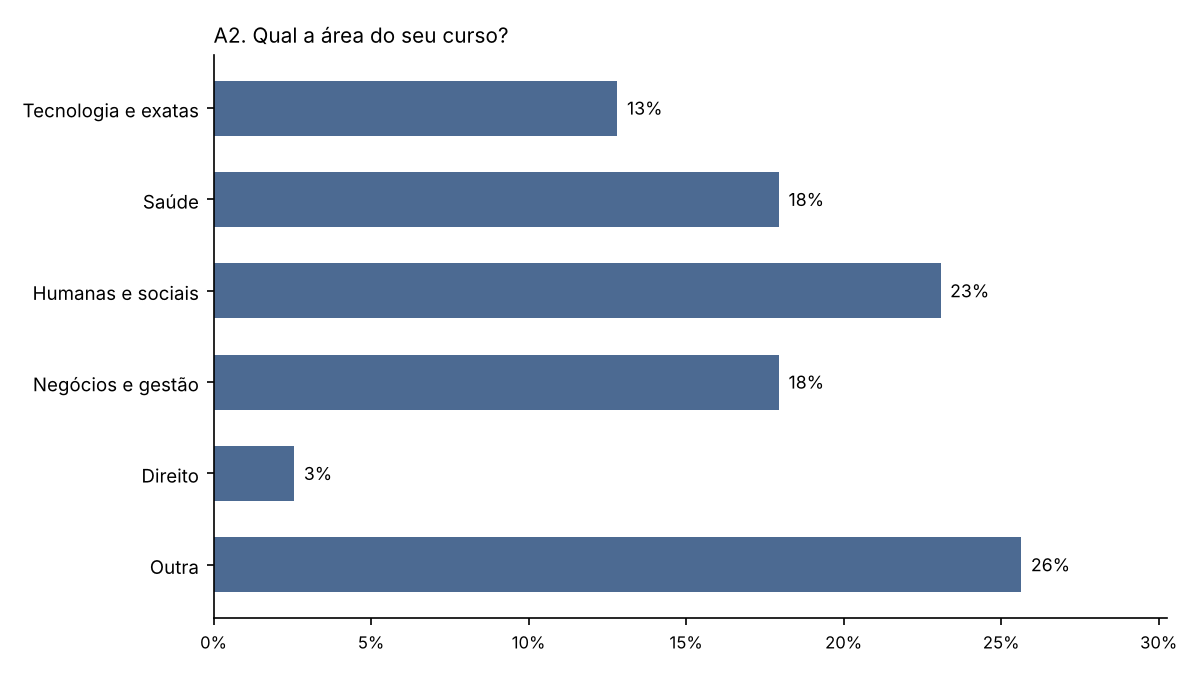 A2. Qual a área do seu curso?
Tecnologia e exatas 13%
Saúde 18%
Humanas e sociais 23%
Negócios e gestão 18%
Direito 3%
Outra 26%
0% 5% 10% 15% 20% 25% 30%